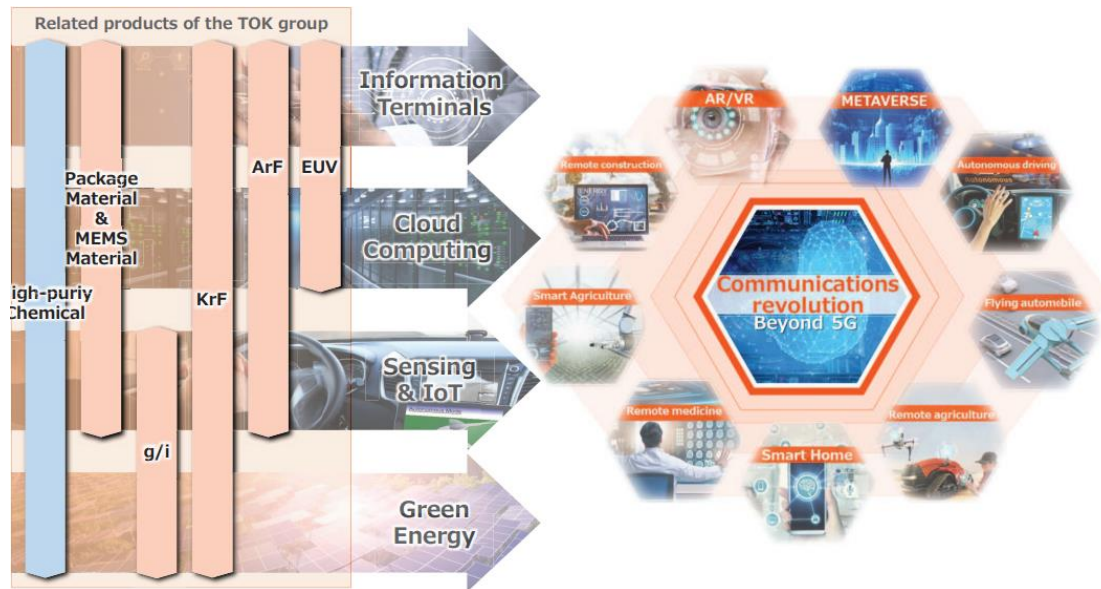 Related products of the TOK group
Information
Terminals
Cloud
Computing
Sensing
& IoT
Green
Energy
igh-puriy
Chemical
Package
Material
&
MEMS
Material
g/i
KrF
ArF
EUV
AR/VR
METAVERSE
Remote construction
Autonomous driving
Smart Agriculture
Flying automebile
Remote medicine
Remote agriculture
Smart Home
Communications
revolution
Beyond 5G